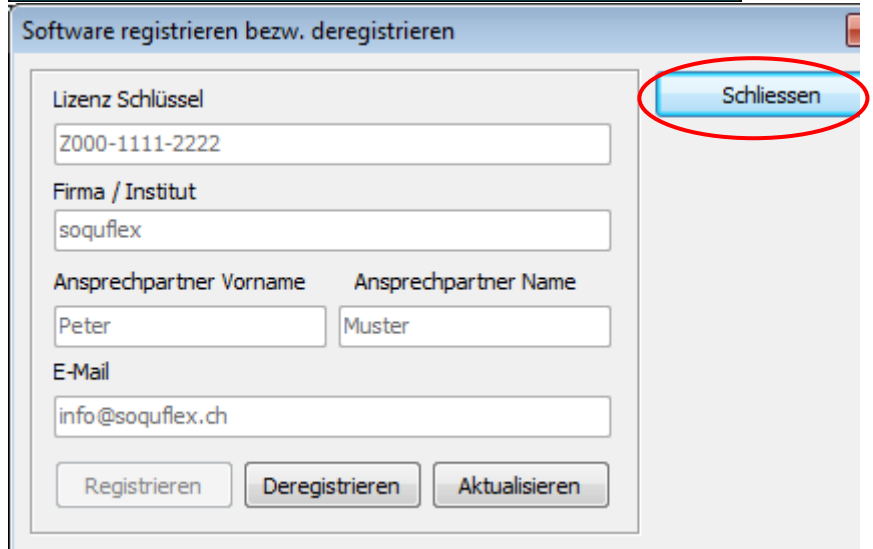 Software registrieren bezw. deregistrieren
Schliessen
Lizenz Schlüssel
Z000-1111-2222
Firma / Institut
soquflex
Ansprechpartner Vorname Ansprechpartner Name
Peter Muster
E-Mail
info@soquflex.ch
Registrieren Deregistrieren Aktualisieren